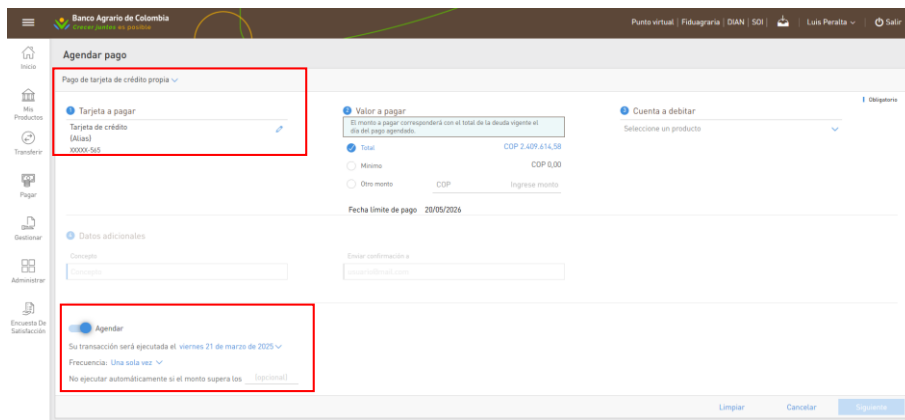 Banco Agrario de Colombia
Crecer juntos es posible
Punto virtual | Fiduagraria | DIAN | SOI | Luis Peralta | Salir
Inicio
Mis Productos
Transferir
Pagar
Gestionar
Administrar
Encuesta De Satisfacción
Agendar pago
Pago de tarjeta de crédito propia
! Obligatorio
1 Tarjeta a pagar
Tarjeta de crédito
(Alias)
XXXXX-565
2 Valor a pagar
El monto a pagar corresponderá con el total de la deuda vigente el
día del pago agendado.
Total COP 2.409.614,58
Mínimo COP 0,00
Otro monto COP Ingrese monto
Fecha límite de pago 20/05/2026
3 Cuenta a debitar
Seleccione un producto
4 Datos adicionales
Concepto
Concepto
Enviar confirmación a
Agendar
Su transacción será ejecutada el viernes 21 de marzo de 2025
Frecuencia: Una sola vez
No ejecutar automáticamente si el monto supera los (opcional)
Limpiar Cancelar Siguiente